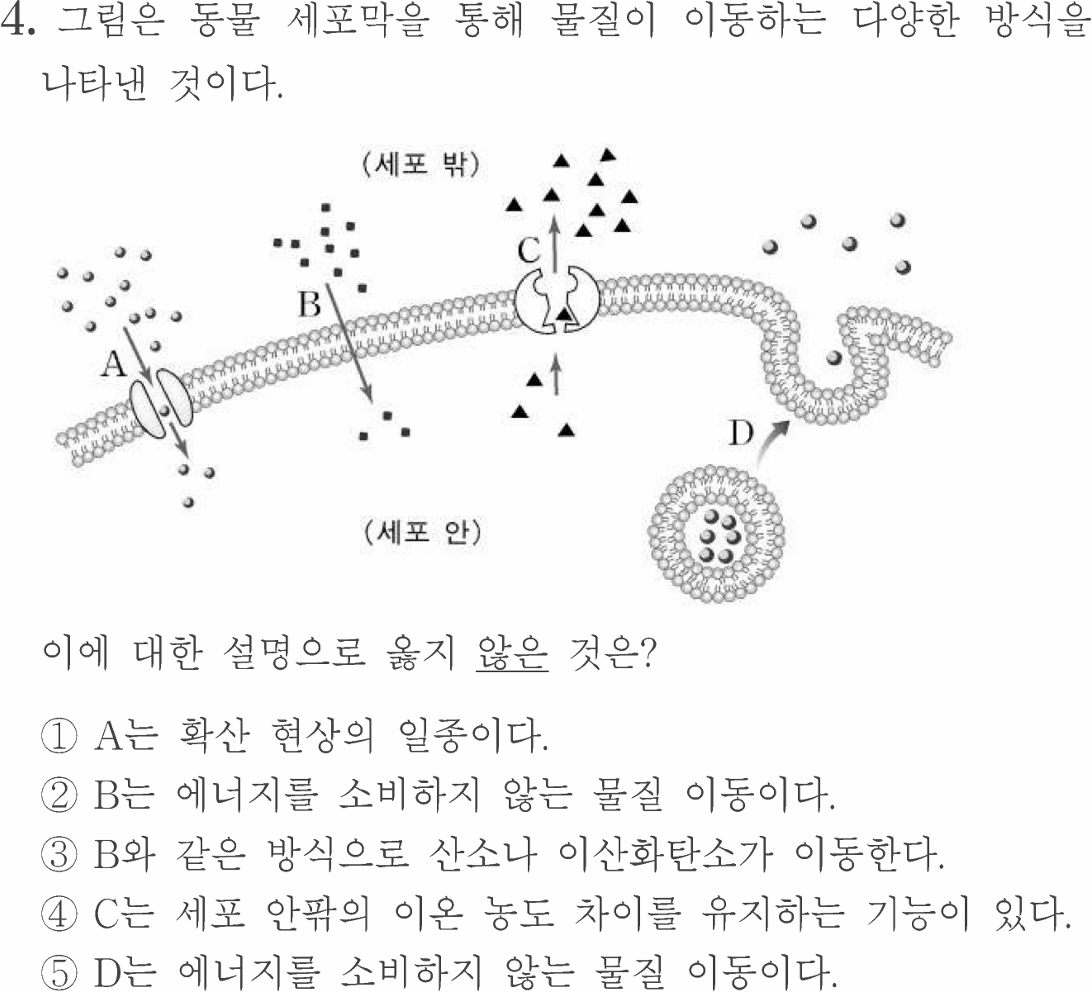 4. 그림은 동물 세포막을 통해 물질이 이동하는 다양한 방식을
나타낸 것이다.
(세포 밖)
C
B
A
D
(세포 안)
이에 대한 설명으로 옳지 않은 것은?
① A는 확산 현상의 일종이다.
② B는 에너지를 소비하지 않는 물질 이동이다.
③ B와 같은 방식으로 산소나 이산화탄소가 이동한다.
④ C는 세포 안팎의 이온 농도 차이를 유지하는 기능이 있다.
⑤ D는 에너지를 소비하지 않는 물질 이동이다.